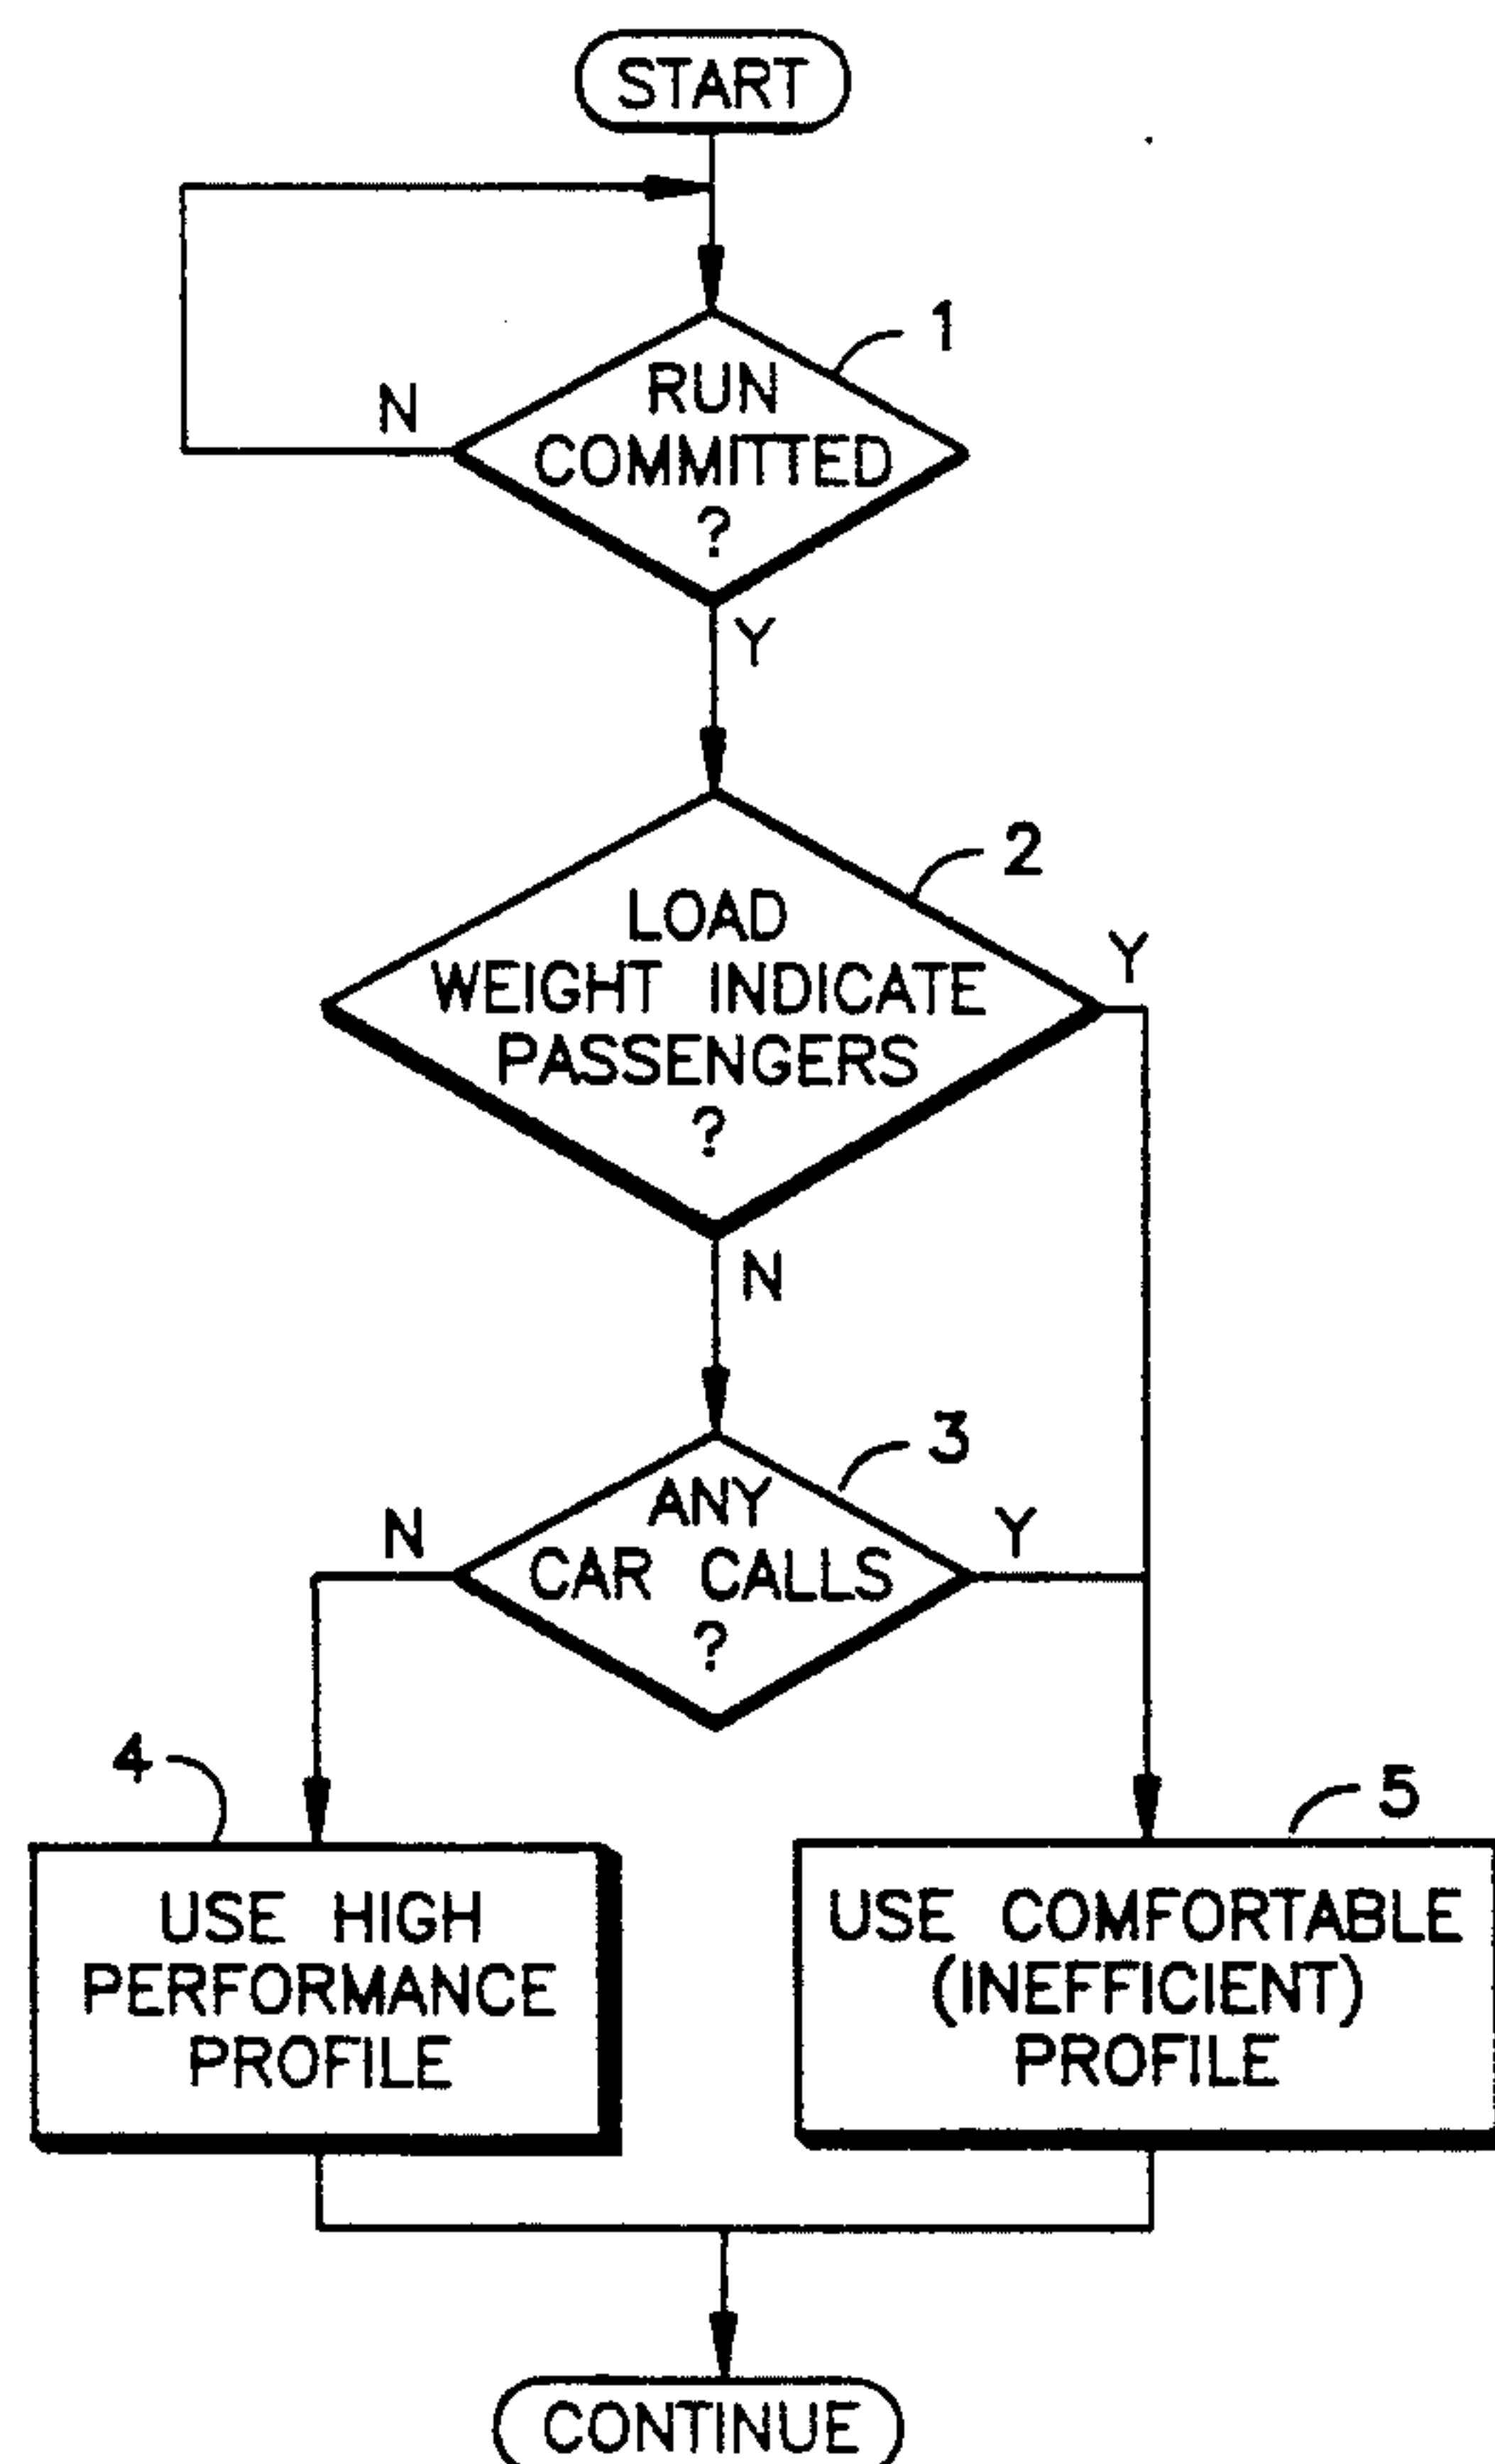 START
1
RUN
N
COMMITTED
?
Y
2
LOAD
Y
WEIGHT INDICATE
PASSENGERS
?
N
3
ANY
N
Y
CAR CALLS
?
4
5
USE HIGH
PERFORMANCE
PROFILE
USE COMFORTABLE
(INEFFICIENT)
PROFILE
CONTINUE